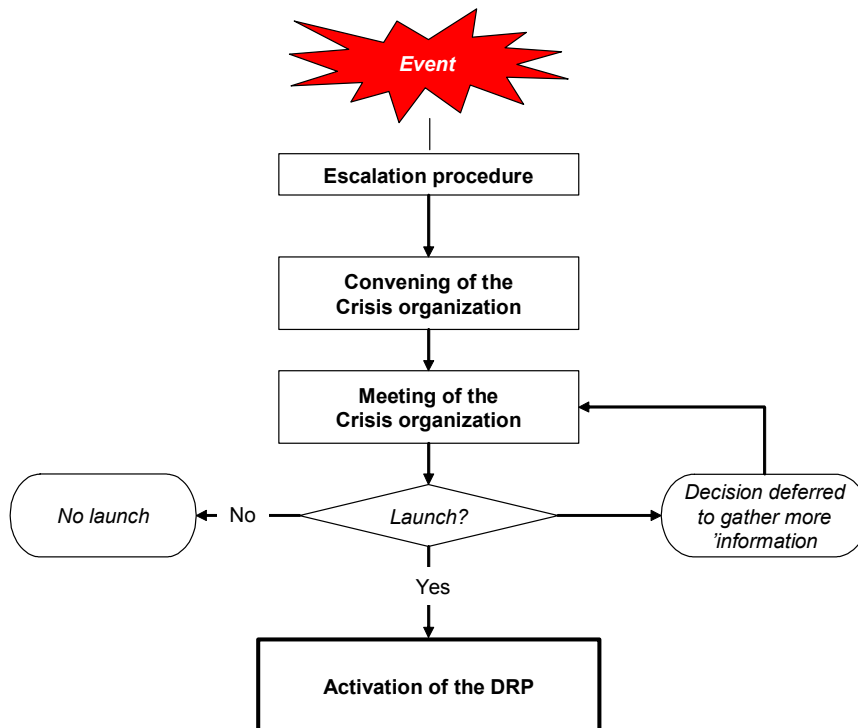 Event
Escalation procedure
Convening of the
Crisis organization
Meeting of the
Crisis organization
No launch
No
Launch?
Decision deferred
to gather more
'information
Yes
Activation of the DRP